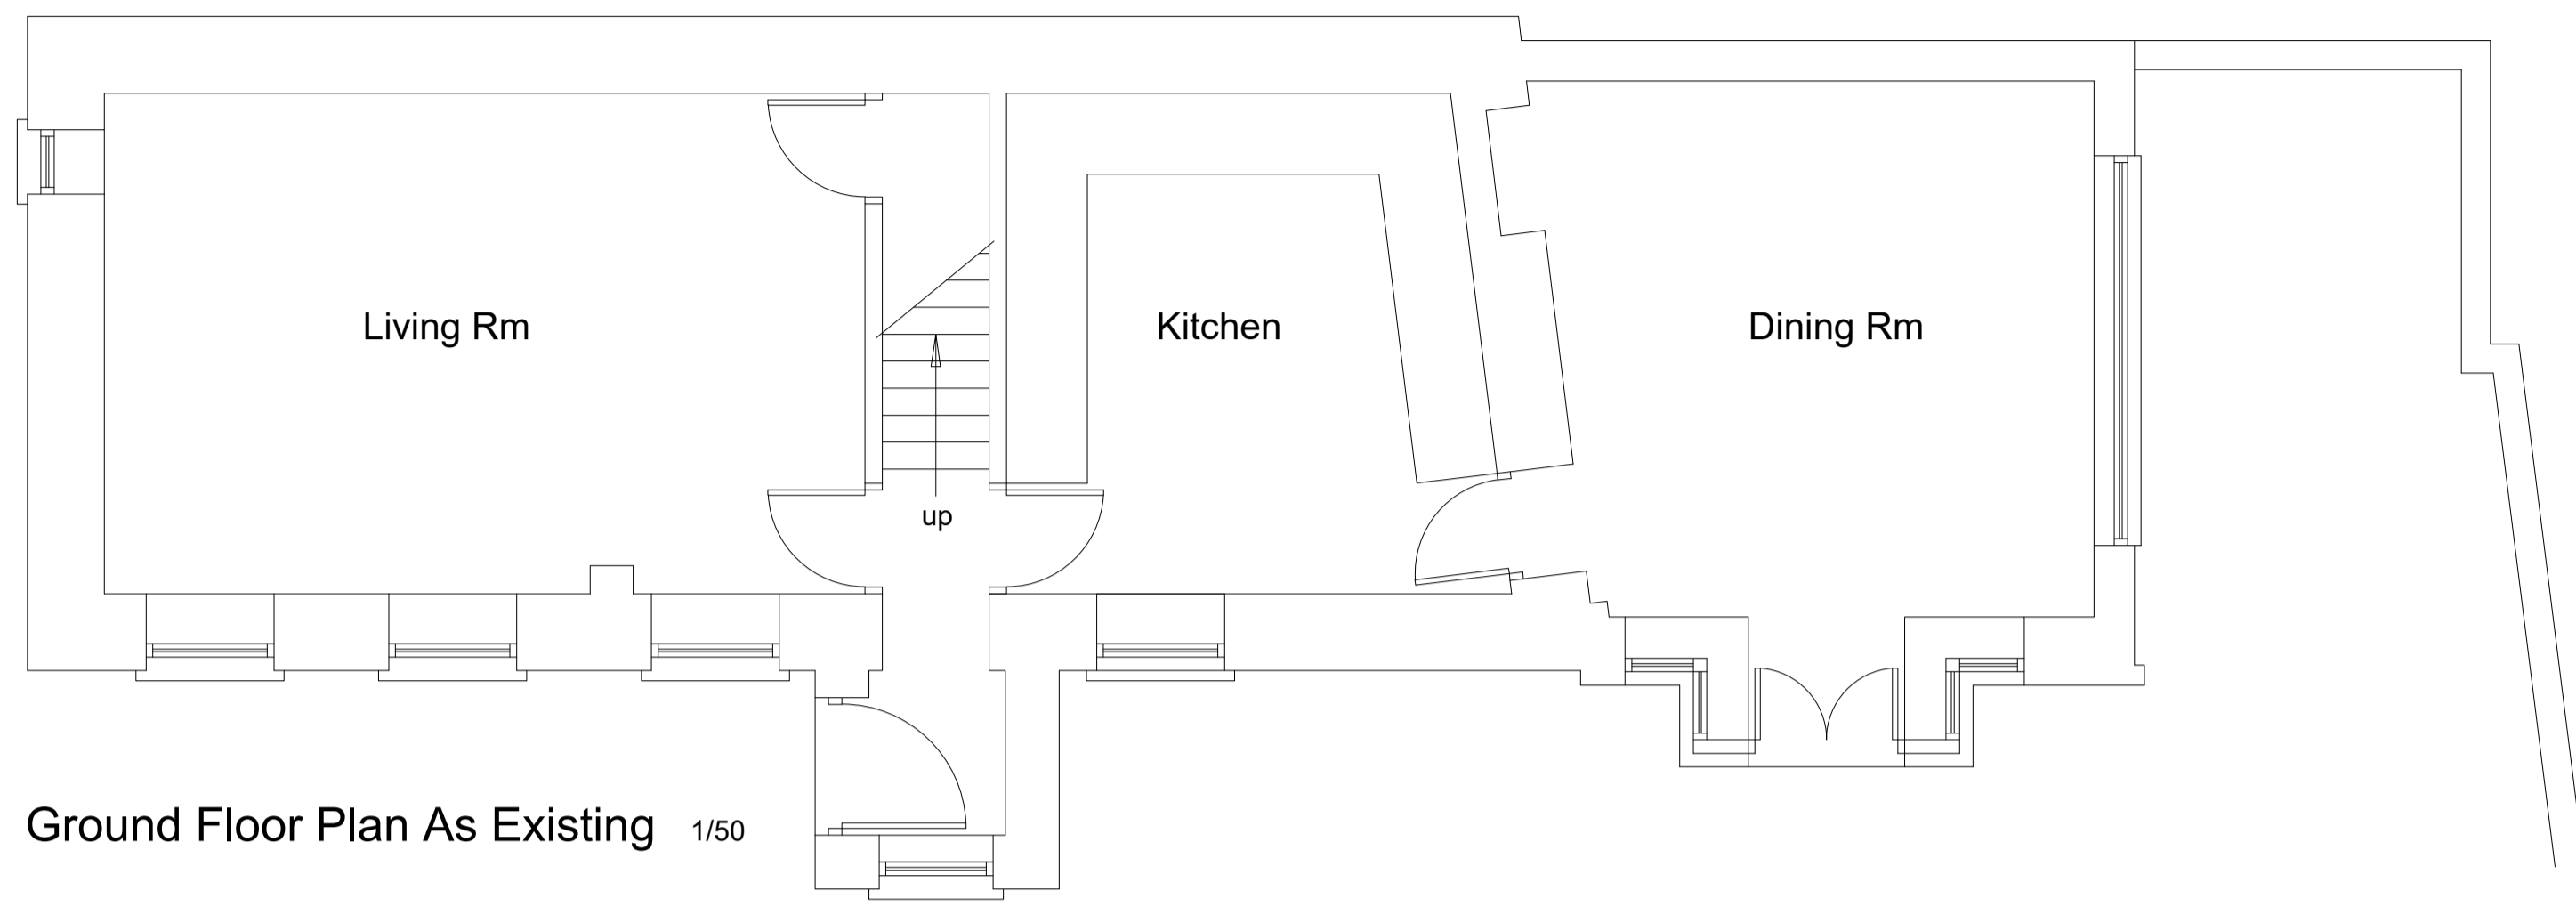 Living Rm
Kitchen
Dining Rm
up
Ground Floor Plan As Existing 1/50